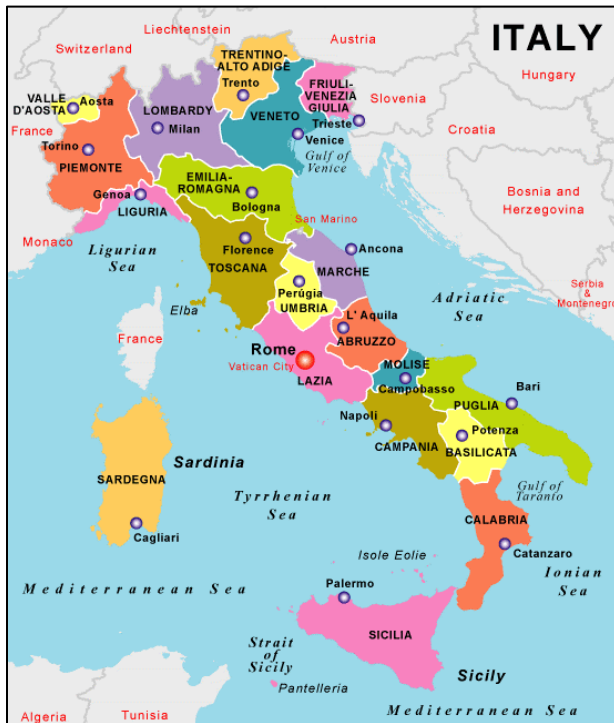 ITALY
Liechtenstein
Switzerland
Austria
Hungary
Slovenia
Croatia
Bosnia and
Herzegovina
Serbia
&
Montenegro
France
Monaco
San Marino
TRENTINO-
ALTO ADIGÊ
Trento
FRIULI-
VENEZIA
GIULIA
Trieste
VALLE
D'AOSTA
Aosta
LOMBARDY
Milan
VENETO
Venice
Gulf of
Venice
Torino
PIEMONTE
EMILIA-
ROMAGNA
Bologna
Genoa
LIGURIA
Ligurian
Sea
Florence
TOSCANA
Ancona
MARCHE
Perúgia
UMBRIA
Elba
Adriatic
Sea
L' Aquila
ABRUZZO
France
Rome
Vatican City
LAZIA
MOLISE
Campobasso
Bari
PUGLIA
Napoli
CAMPANIA
Potenza
BASILICATA
Sardinia
SARDEGNA
Cagliari
Tyrrhenian
Sea
Gulf of
Taranto
CALABRIA
Catanzaro
Ionian
Sea
Isole Eolie
Mediterranean Sea
Palermo
SICILIA
Strait
of
Sicily
Sicily
Pantelleria
Mediterranean Sea
Algeria
Tunisia